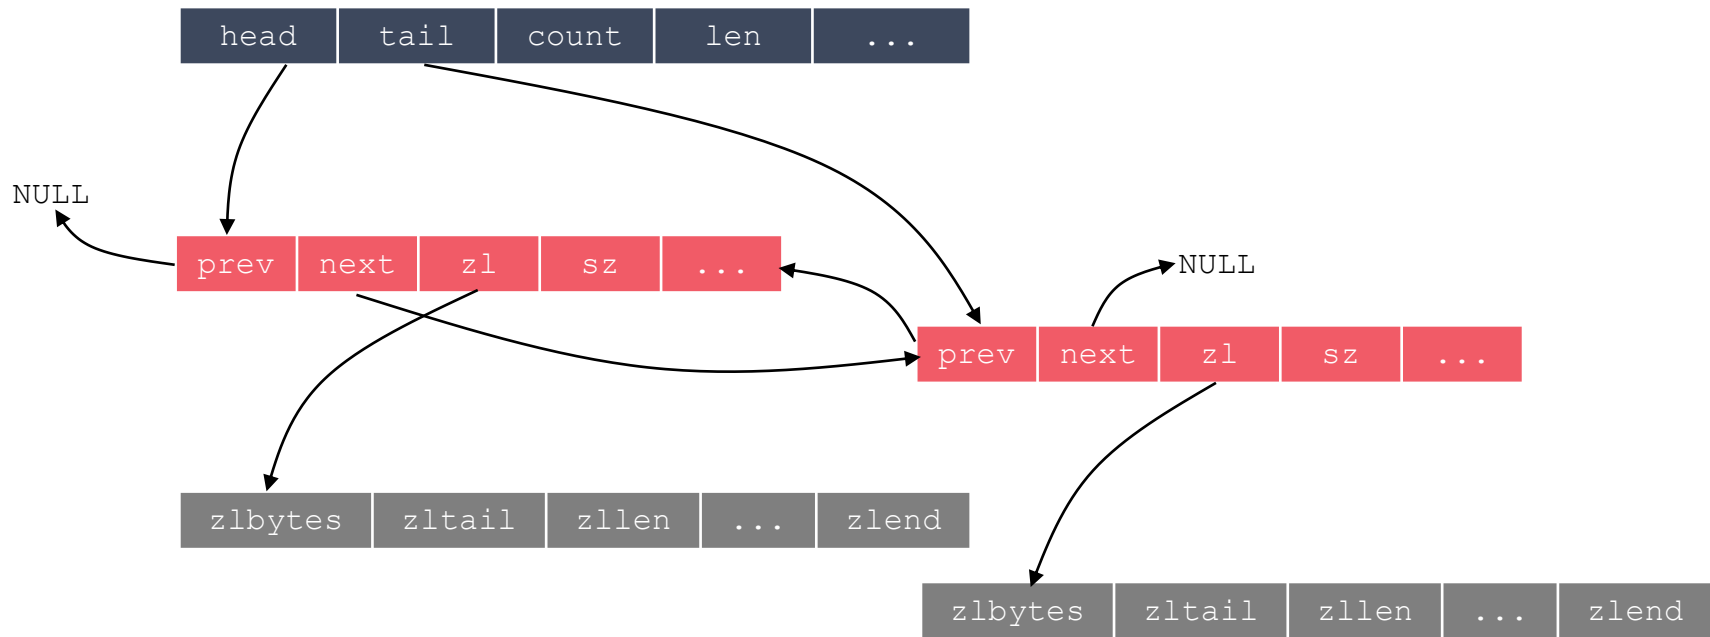 head tail count len ...
NULL
prev next zl sz ...
NULL
prev next zl sz ...
zlbytes zltail zllen ... zlend
zlbytes zltail zllen ... zlend